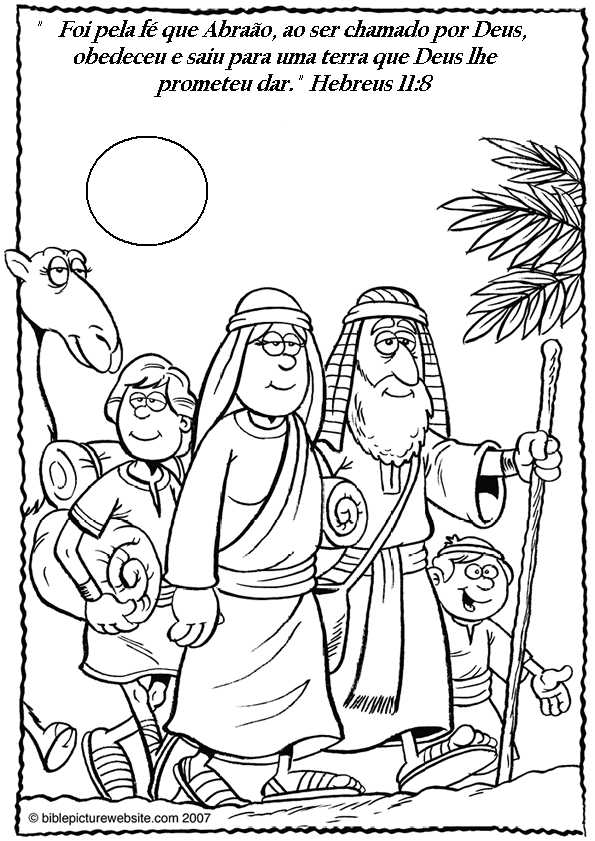 " Foi pela fé que Abraão, ao ser chamado por Deus,
obedeceu e saiu para uma terra que Deus lhe
prometeu dar." Hebreus 11:8
© biblepicturewebsite.com 2007